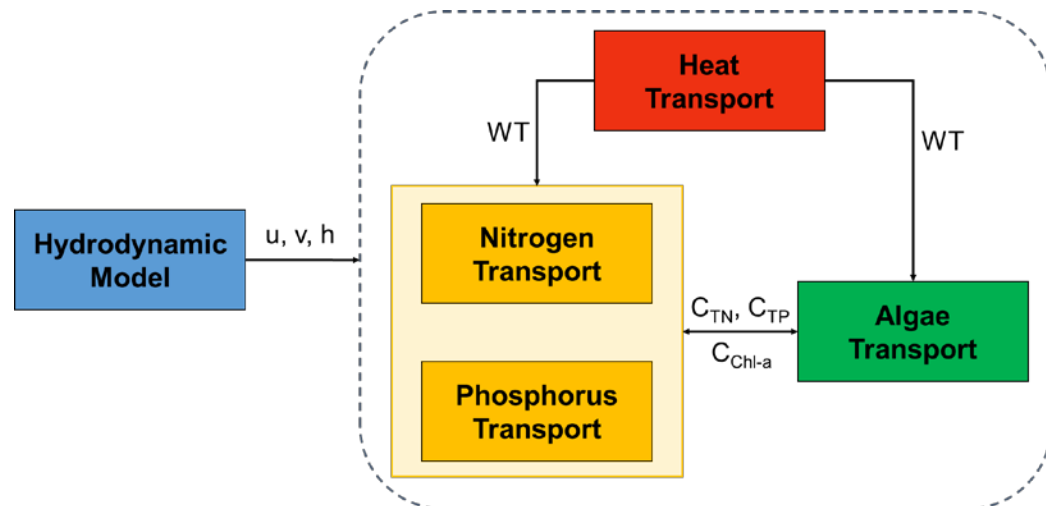 Heat
Transport
WT
WT
Hydrodynamic
Model
u, v, h
Nitrogen
Transport
C_TN, C_TP
C_Chl-a
Algae
Transport
Phosphorus
Transport